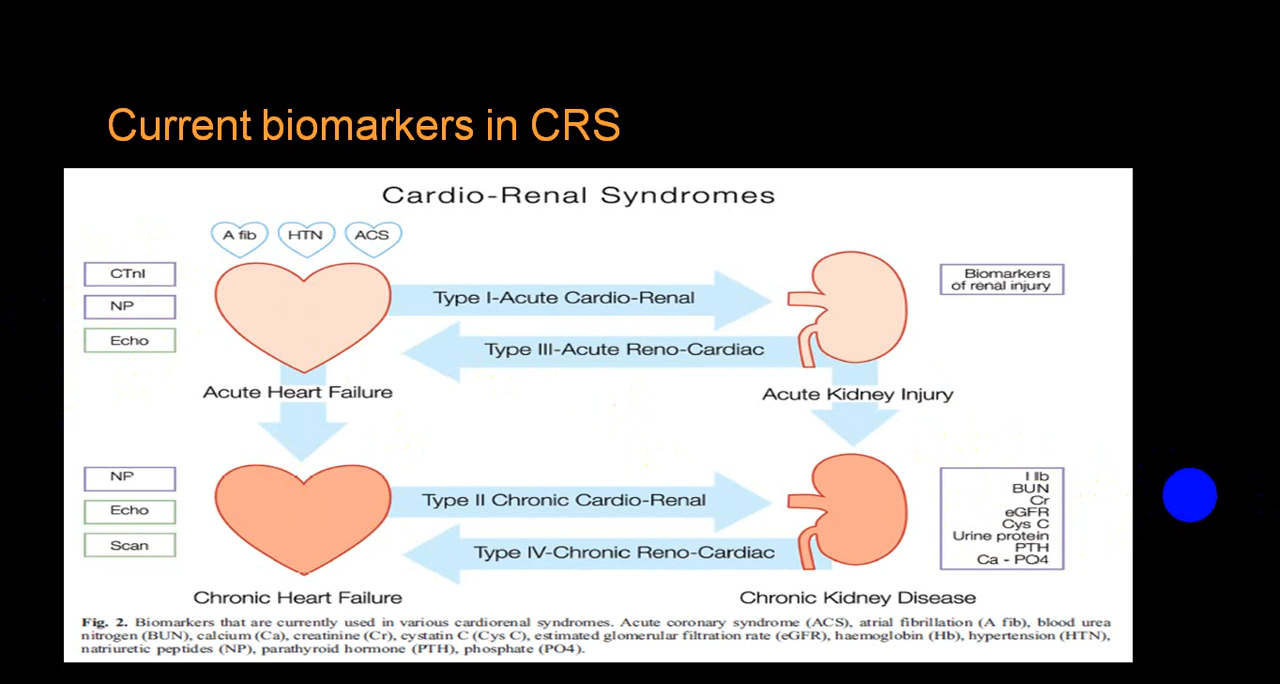 Current biomarkers in CRS
Cardio-Renal Syndromes
A fib
HTN
ACS
CTnI
NP
Echo
Type I-Acute Cardio-Renal
Type III-Acute Reno-Cardiac
Biomarkers
of renal injury
Acute Heart Failure
Acute Kidney Injury
NP
Echo
Scan
Type II Chronic Cardio-Renal
Type IV-Chronic Reno-Cardiac
Hb
BUN
Cr
eGFR
Cys C
Urine protein
PTH
Ca - PO4
Chronic Heart Failure
Chronic Kidney Disease
Fig. 2. Biomarkers that are currently used in various cardiorenal syndromes. Acute coronary syndrome (ACS), atrial fibrillation (A fib), blood urea
nitrogen (BUN), calcium (Ca), creatinine (Cr), cystatin C (Cys C), estimated glomerular filtration rate (eGFR), haemoglobin (Hb), hypertension (HTN),
natriuretic peptides (NP), parathyroid hormone (PTH), phosphate (PO4).